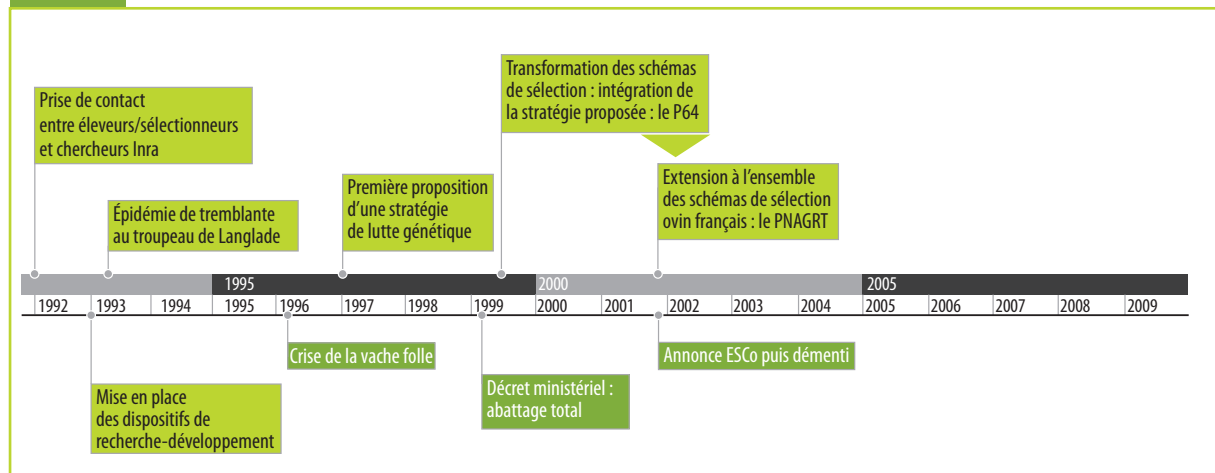 Transformation des schémas
de sélection : intégration de
la stratégie proposée : le P64
Prise de contact
entre éleveurs/sélectionneurs
et chercheurs Inra
Extension à l'ensemble
des schémas de sélection
ovin français : le PNAGRT
Première proposition
d'une stratégie
de lutte génétique
Épidémie de tremblante
au troupeau de Langlade
1995 2000 2005
1992 1993 1994 1995 1996 1997 1998 1999 2000 2001 2002 2003 2004 2005 2006 2007 2008 2009
Crise de la vache folle
Annonce ESCo puis démenti
Décret ministériel :
abattage total
Mise en place
des dispositifs de
recherche-développement